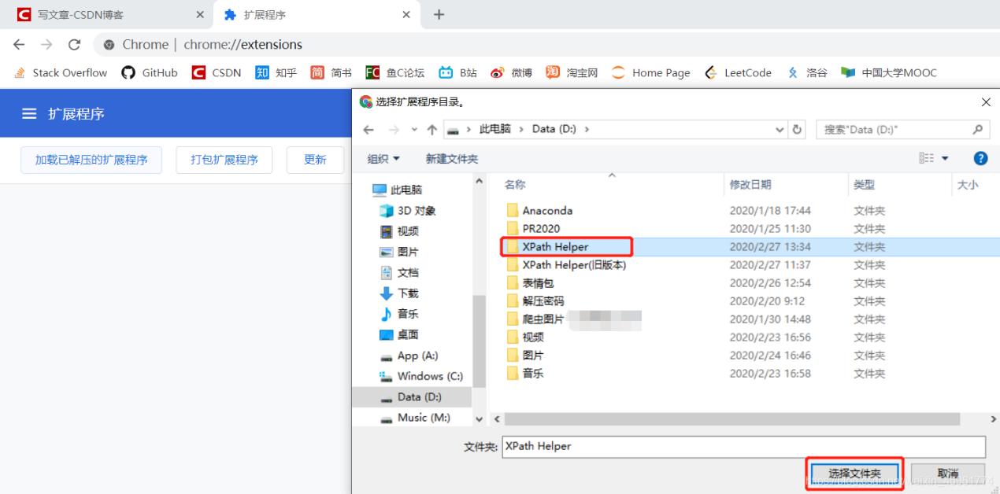 写文章-CSDN博客
扩展程序
Chrome | chrome://extensions
Stack Overflow GitHub CSDN 知乎 简书 鱼C论坛 B站 微博 淘宝网 Home Page LeetCode 洛谷 中国大学MOOC
扩展程序
加载已解压的扩展程序 打包扩展程序 更新
选择扩展程序目录。
此电脑 > Data (D:) >
搜索"Data (D:)"
组织 新建文件夹
此电脑
3D 对象
视频
图片
文档
下载
音乐
桌面
App (A:)
Windows (C:)
Data (D:)
Music (M:)
名称 修改日期 类型 大小
Anaconda 2020/1/18 17:44 文件夹
PR2020 2020/1/25 11:30 文件夹
XPath Helper 2020/2/27 13:34 文件夹
XPath Helper(旧版本) 2020/2/27 11:37 文件夹
表情包 2020/2/26 12:54 文件夹
解压密码 2020/2/20 9:12 文件夹
爬虫图片 2020/1/30 14:48 文件夹
视频 2020/2/23 16:56 文件夹
图片 2020/2/24 16:46 文件夹
音乐 2020/2/23 16:58 文件夹
文件夹: XPath Helper
选择文件夹 取消